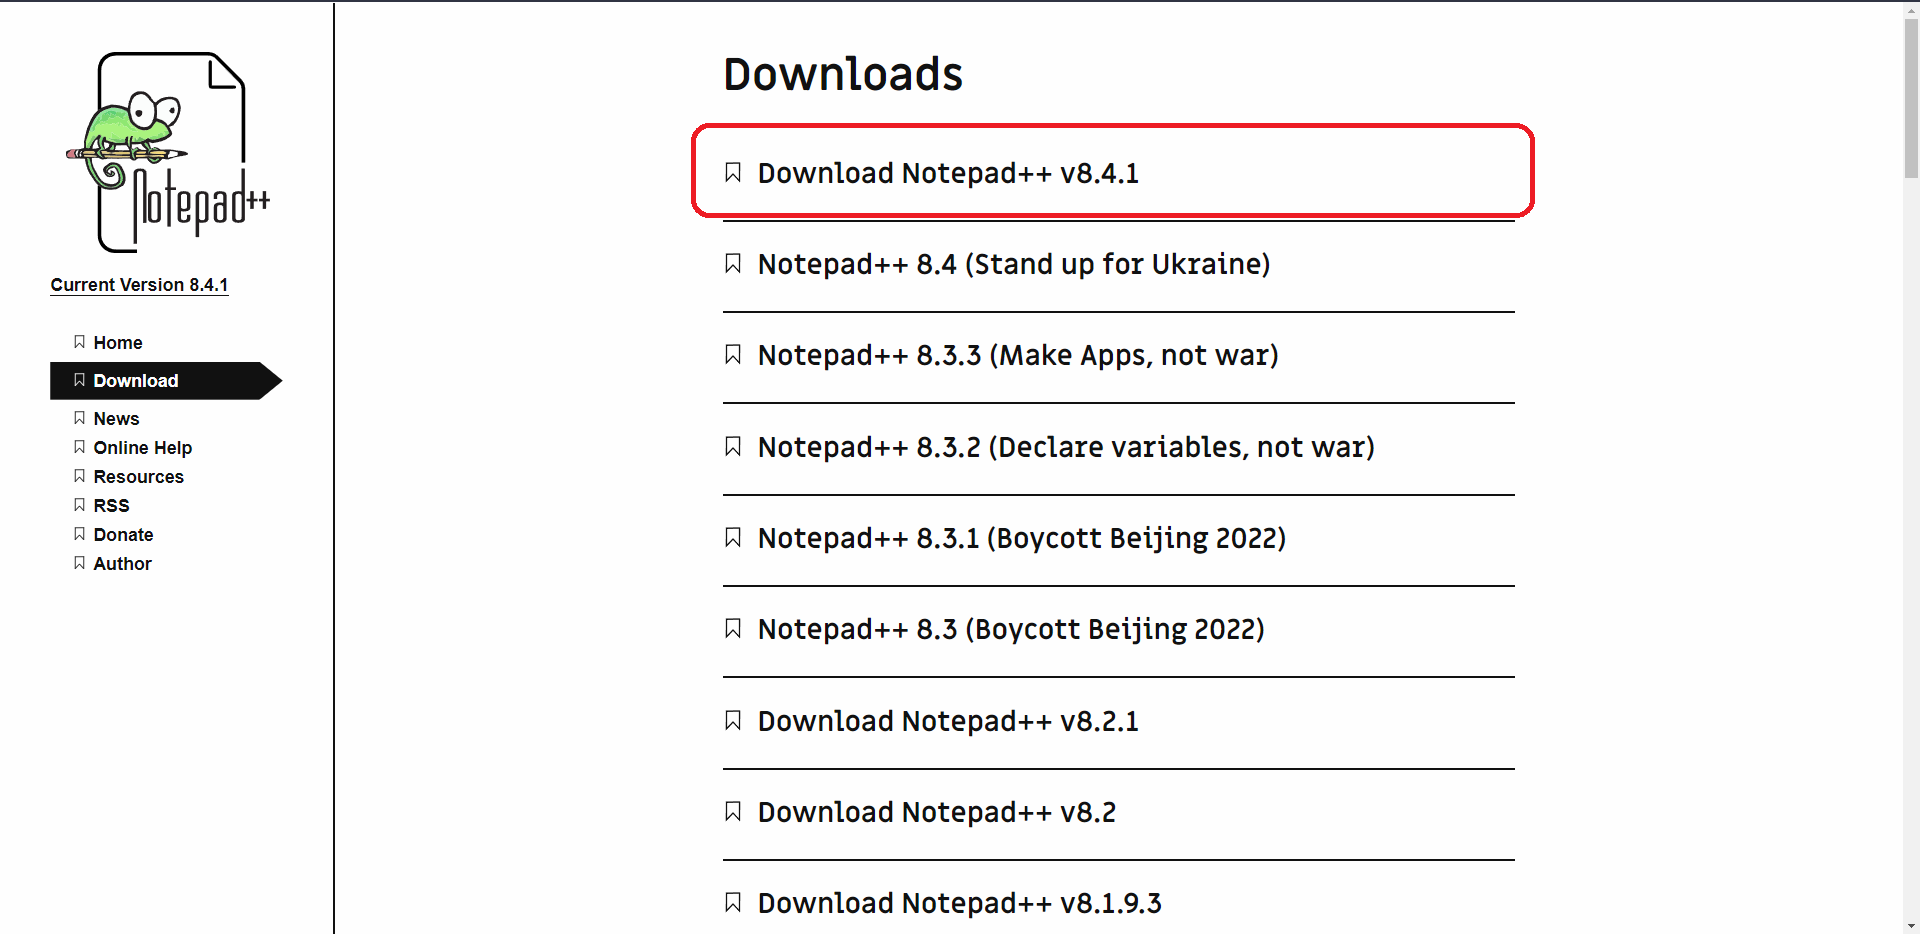 Notepad++
Current Version 8.4.1
Home
Download
News
Online Help
Resources
RSS
Donate
Author
Downloads
Download Notepad++ v8.4.1
Notepad++ 8.4 (Stand up for Ukraine)
Notepad++ 8.3.3 (Make Apps, not war)
Notepad++ 8.3.2 (Declare variables, not war)
Notepad++ 8.3.1 (Boycott Beijing 2022)
Notepad++ 8.3 (Boycott Beijing 2022)
Download Notepad++ v8.2.1
Download Notepad++ v8.2
Download Notepad++ v8.1.9.3